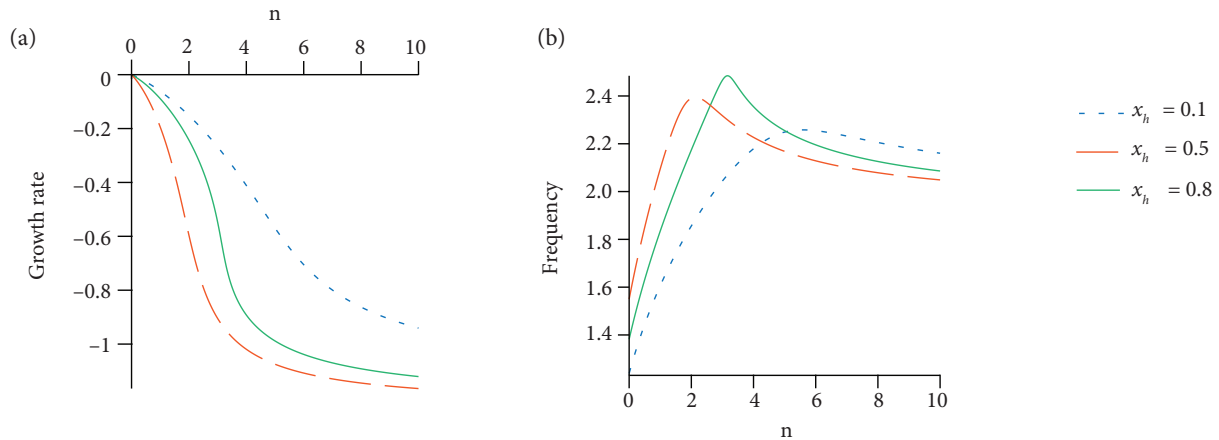 (a)
n
0 2 4 6 8 10
0
−0.2
−0.4
−0.6
−0.8
−1
Growth rate
(b)
2.4
2.2
2.0
1.8
1.6
1.4
Frequency
0 2 4 6 8 10
n
x_h = 0.1
x_h = 0.5
x_h = 0.8